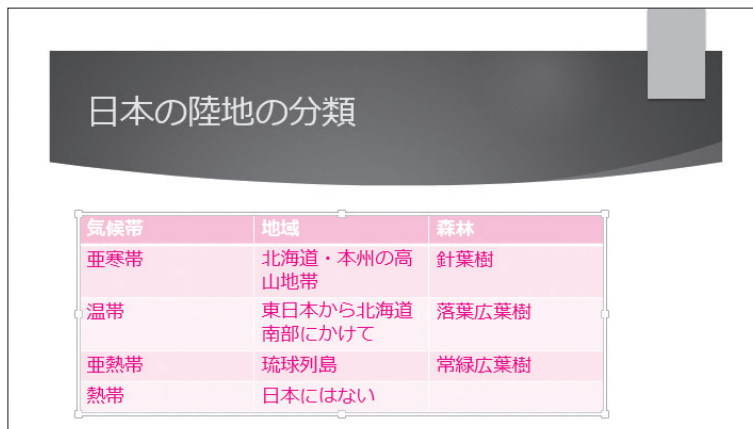 日本の陸地の分類
気候帯 地域 森林
亜寒帯 北海道・本州の高 針葉樹
山地帯
温帯 東日本から北海道 落葉広葉樹
南部にかけて
亜熱帯 琉球列島 常緑広葉樹
熱帯 日本にはない